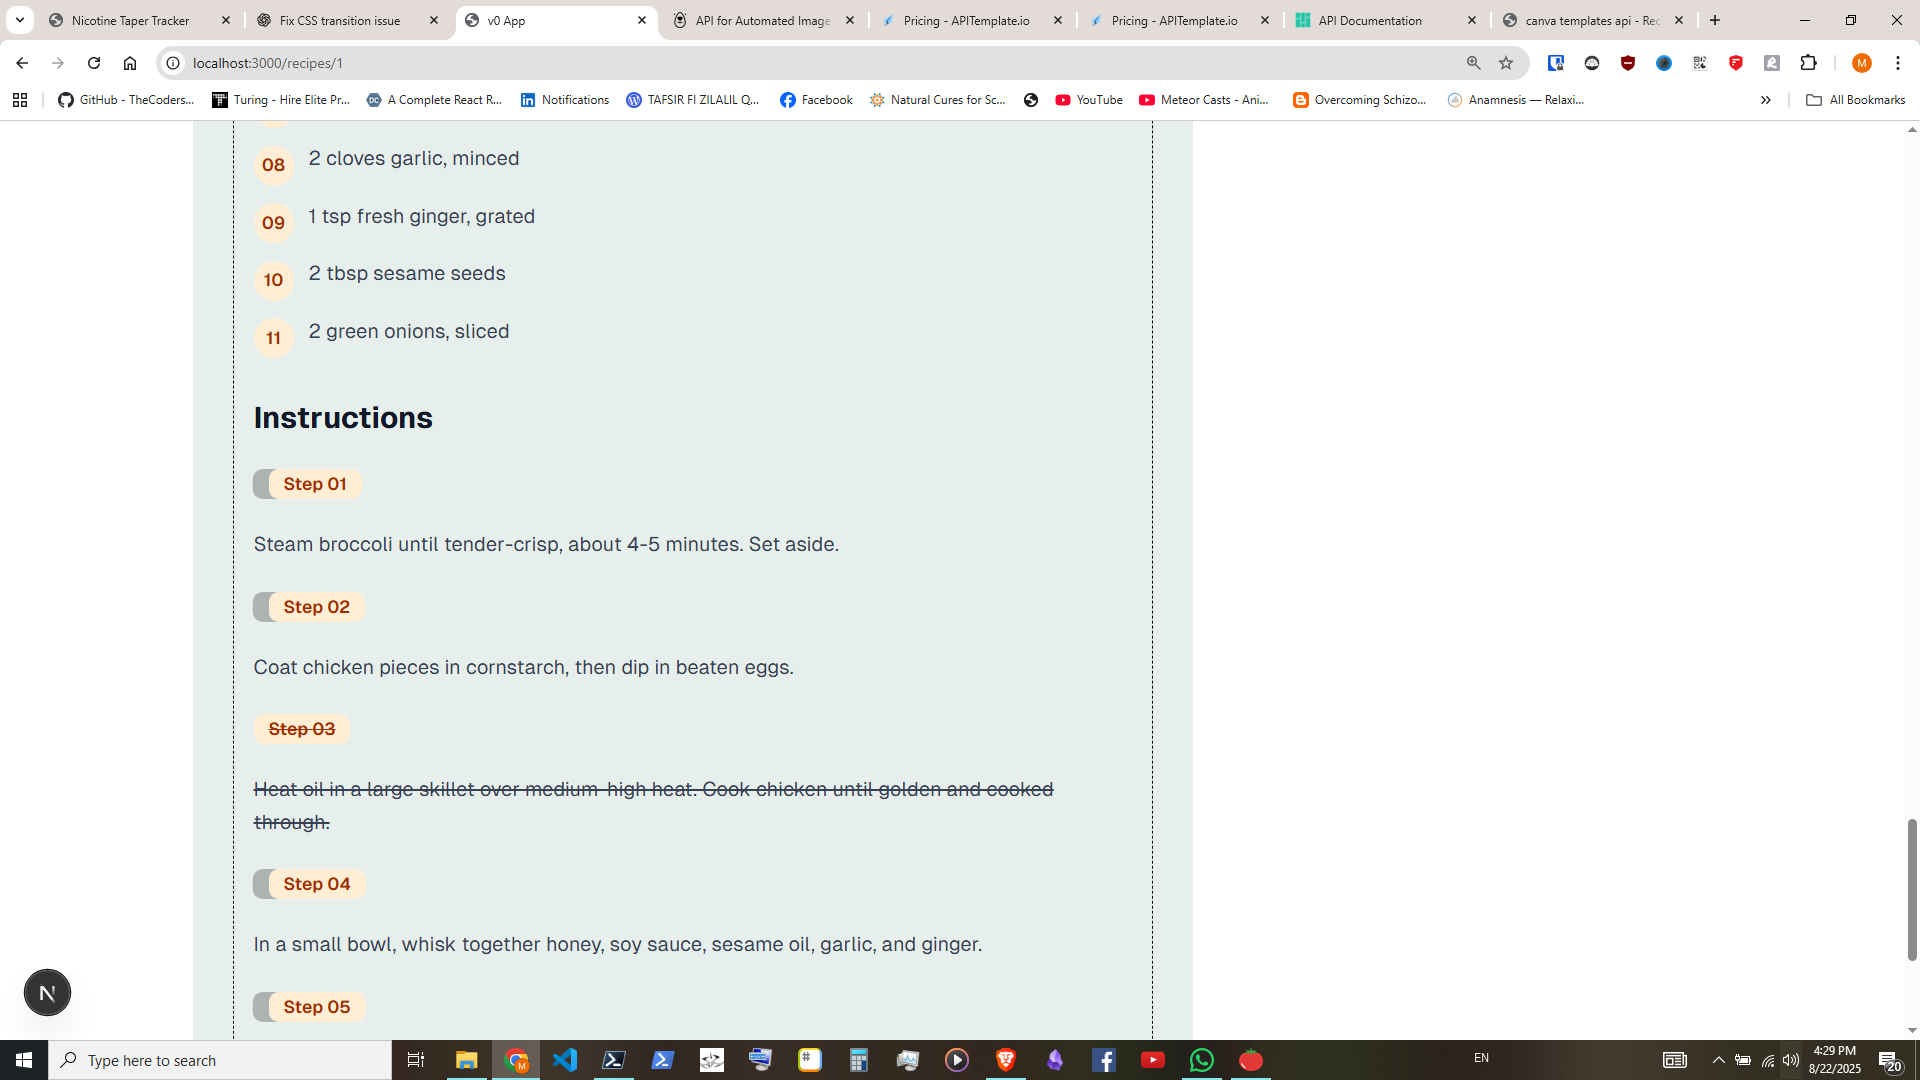 Nicotine Taper Tracker
Fix CSS transition issue
v0 App
API for Automated Image
Pricing - APITemplate.io
Pricing - APITemplate.io
API Documentation
canva templates api - Rec
localhost:3000/recipes/1
M
GitHub - TheCoders...
Turing - Hire Elite Pr...
A Complete React R...
Notifications
TAFSIR FI ZILALIL Q...
Facebook
Natural Cures for Sc...
YouTube
Meteor Casts - Ani...
Overcoming Schizo...
Anamnesis — Relaxi...
All Bookmarks
08 2 cloves garlic, minced
09 1 tsp fresh ginger, grated
10 2 tbsp sesame seeds
11 2 green onions, sliced
Instructions
Step 01
Steam broccoli until tender-crisp, about 4-5 minutes. Set aside.
Step 02
Coat chicken pieces in cornstarch, then dip in beaten eggs.
Step 03
Heat oil in a large skillet over medium-high heat. Cook chicken until golden and cooked
through.
Step 04
In a small bowl, whisk together honey, soy sauce, sesame oil, garlic, and ginger.
Step 05
N
Type here to search
EN
4:29 PM
8/22/2025
20